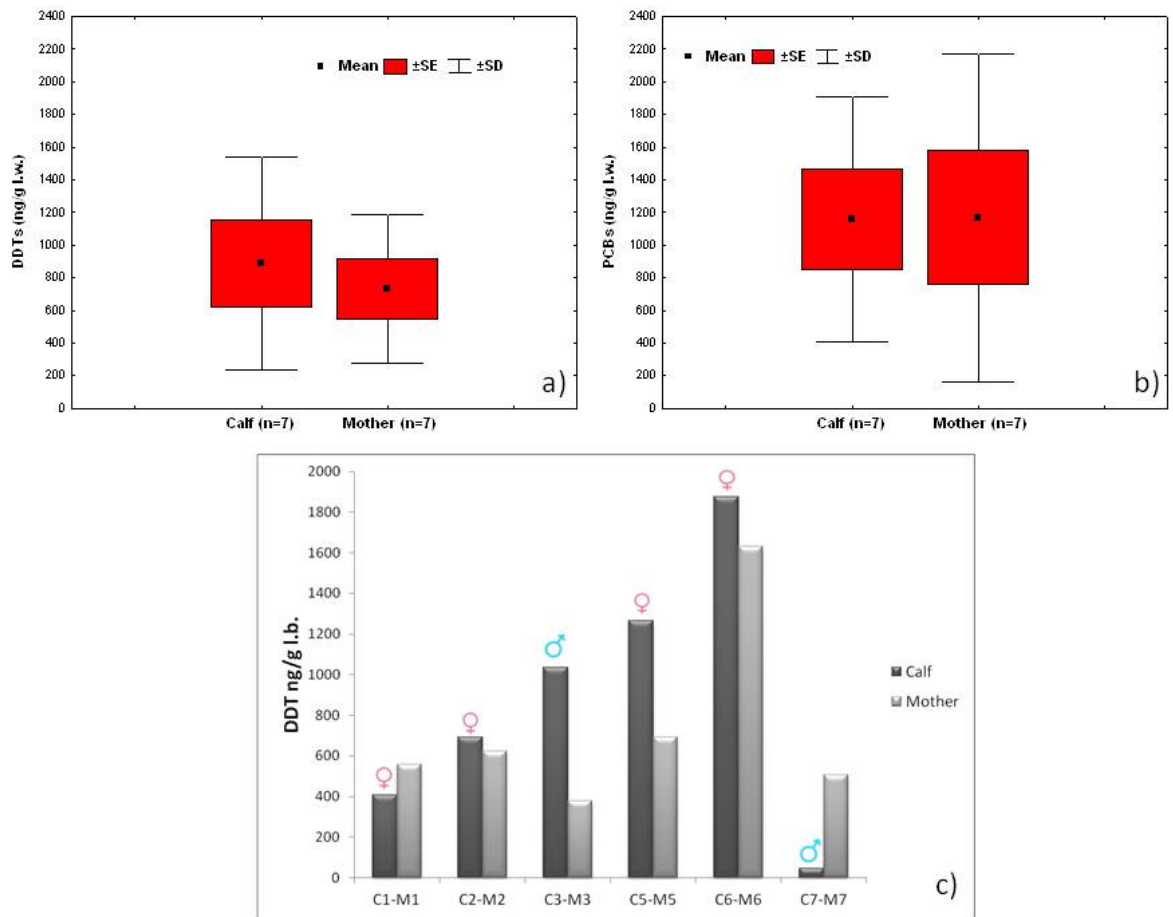 2400
2200
2000
1800
1600
1400
1200
1000
800
600
400
200
0
DDTs (ng/g l.w.)
Mean ±SE ±SD
a)
Calf (n=7) Mother (n=7)
2400
2200
2000
1800
1600
1400
1200
1000
800
600
400
200
0
PCBs (ng/g l.w.)
Mean ±SE ±SD
b)
Calf (n=7) Mother (n=7)
2000
1800
1600
1400
1200
1000
800
600
400
200
0
DDT ng/g l.b.
♀ ♀ ♂ ♀ ♀ ♂
Calf
Mother
C1-M1 C2-M2 C3-M3 C5-M5 C6-M6 C7-M7
c)